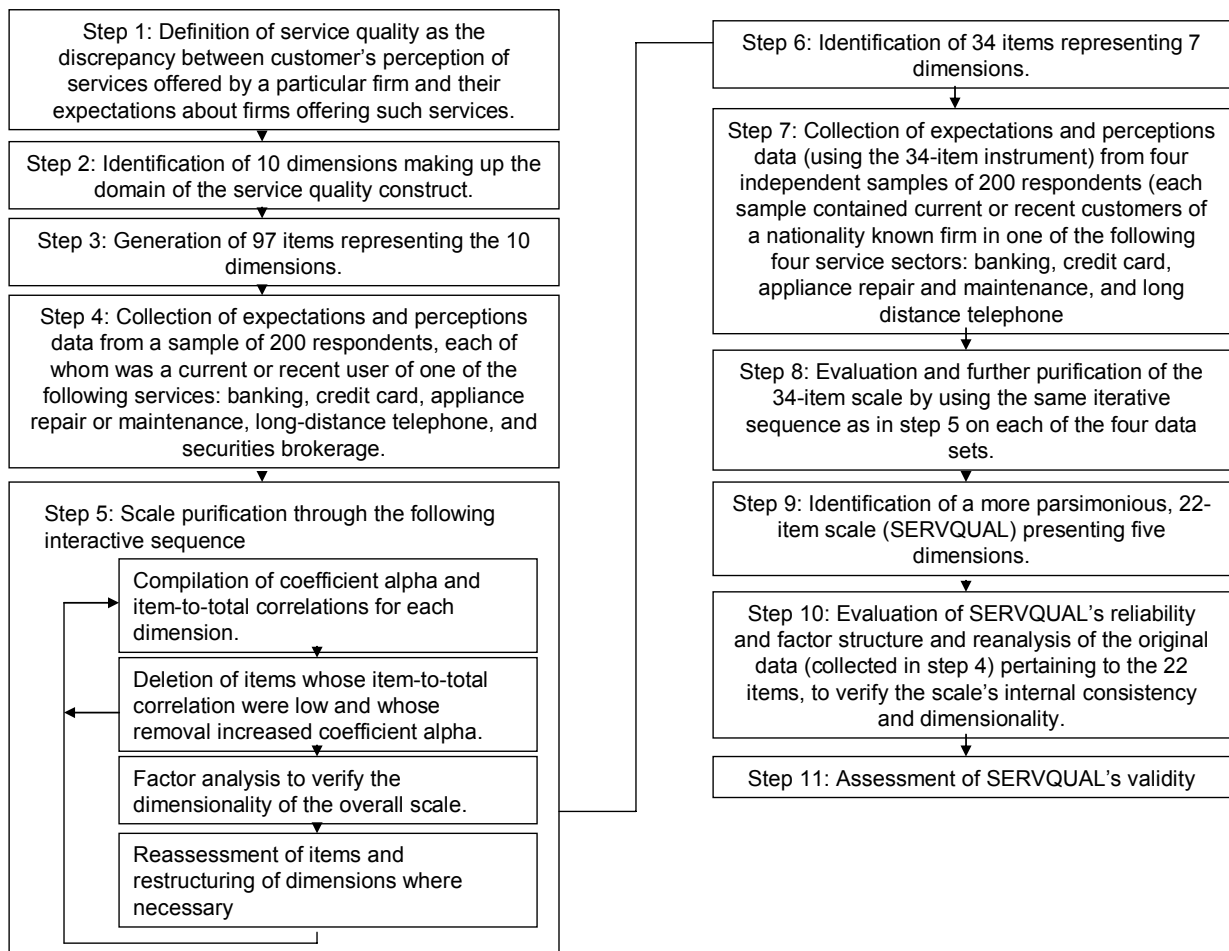 Step 1: Definition of service quality as the
discrepancy between customer's perception of
services offered by a particular firm and their
expectations about firms offering such services.
Step 2: Identification of 10 dimensions making up the
domain of the service quality construct.
Step 3: Generation of 97 items representing the 10
dimensions.
Step 4: Collection of expectations and perceptions
data from a sample of 200 respondents, each of
whom was a current or recent user of one of the
following services: banking, credit card, appliance
repair or maintenance, long-distance telephone, and
securities brokerage.
Step 5: Scale purification through the following
interactive sequence
Compilation of coefficient alpha and
item-to-total correlations for each
dimension.
Deletion of items whose item-to-total
correlation were low and whose
removal increased coefficient alpha.
Factor analysis to verify the
dimensionality of the overall scale.
Reassessment of items and
restructuring of dimensions where
necessary
Step 6: Identification of 34 items representing 7
dimensions.
Step 7: Collection of expectations and perceptions
data (using the 34-item instrument) from four
independent samples of 200 respondents (each
sample contained current or recent customers of
a nationality known firm in one of the following
four service sectors: banking, credit card,
appliance repair and maintenance, and long
distance telephone
Step 8: Evaluation and further purification of the
34-item scale by using the same iterative
sequence as in step 5 on each of the four data
sets.
Step 9: Identification of a more parsimonious, 22-
item scale (SERVQUAL) presenting five
dimensions.
Step 10: Evaluation of SERVQUAL's reliability
and factor structure and reanalysis of the original
data (collected in step 4) pertaining to the 22
items, to verify the scale's internal consistency
and dimensionality.
Step 11: Assessment of SERVQUAL's validity